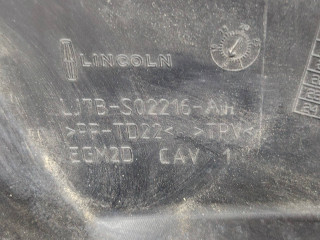 LINCOLN
LJ7B-S02216-AH
>PP-TD22< >TPV<
EGM2D CAV 1